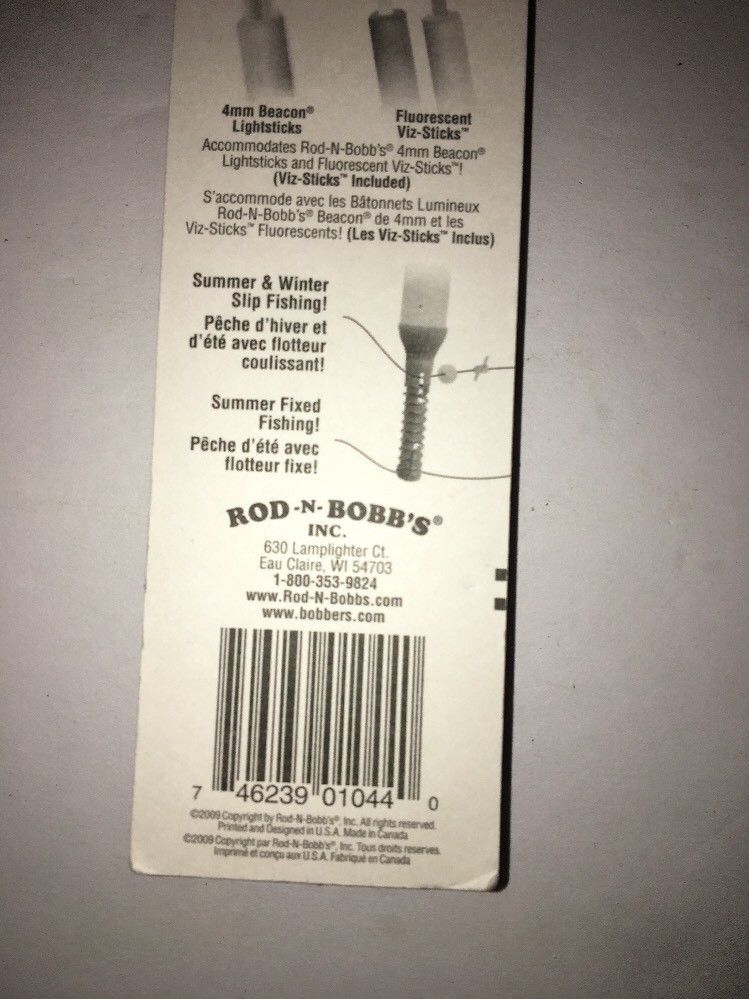 4mm Beacon®
Lightsticks
Fluorescent
Viz-Sticks™
Accommodates Rod-N-Bobb's® 4mm Beacon®
Lightsticks and Fluorescent Viz-Sticks™!
(Viz-Sticks™ Included)
S'accommode avec les Bâtonnets Lumineux
Rod-N-Bobb's® Beacon® de 4mm et les
Viz-Sticks™ Fluorescents! (Les Viz-Sticks™ Inclus)
Summer & Winter
Slip Fishing!
Pêche d'hiver et
d'été avec flotteur
coulissant!
Summer Fixed
Fishing!
Pêche d'été avec
flotteur fixe!
ROD-N-BOBB'S®
INC.
630 Lamplighter Ct.
Eau Claire, WI 54703
1-800-353-9824
www.Rod-N-Bobbs.com
www.bobbers.com
7 46239 01044 0
©2009 Copyright by Rod-N-Bobb's®, Inc. All rights reserved.
Printed and Designed in U.S.A. Made in Canada
©2009 Copyright par Rod-N-Bobb's®, Inc. Tous droits reserves.
Imprimé et conçu aux U.S.A. Fabriqué en Canada